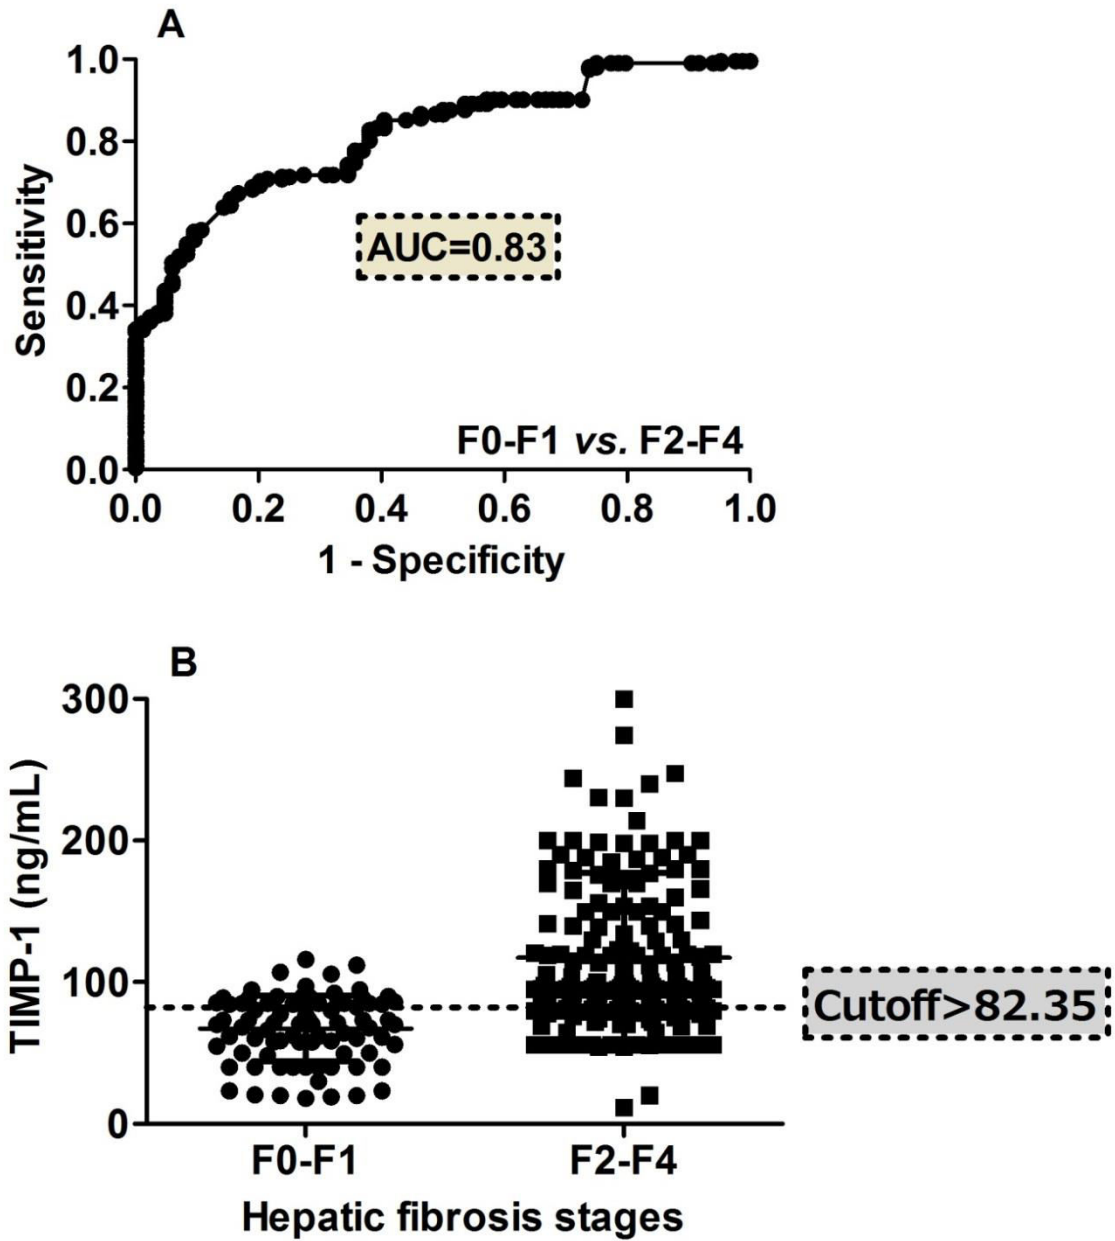 A
1.0
0.8
0.6
0.4
0.2
0.0
Sensitivity
AUC=0.83
F0-F1 vs. F2-F4
0.0 0.2 0.4 0.6 0.8 1.0
1 - Specificity
B
300
200
100
0
TIMP-1 (ng/mL)
Cutoff>82.35
F0-F1 F2-F4
Hepatic fibrosis stages